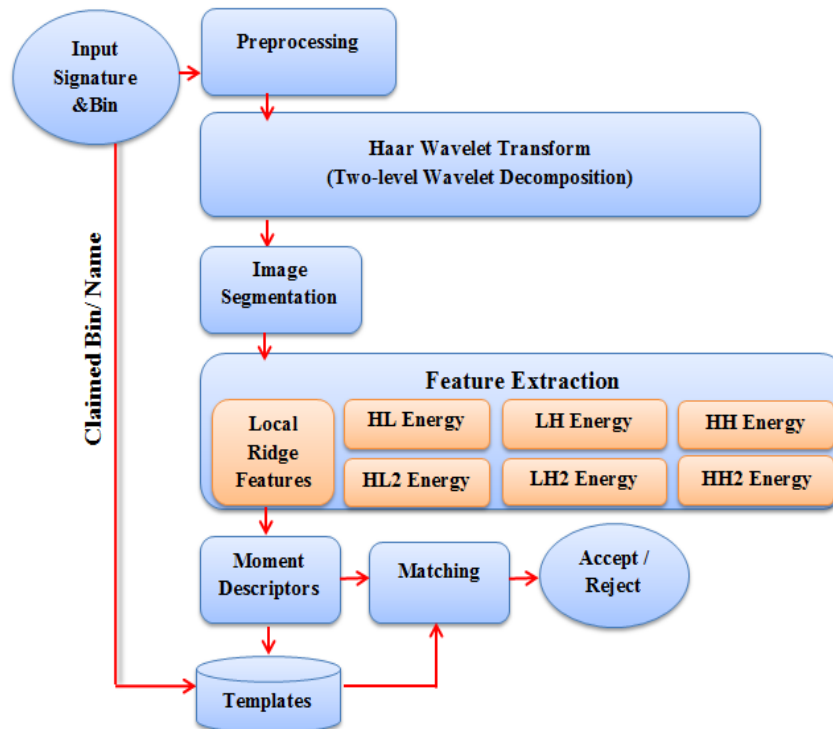 Input
Signature
&Bin
Preprocessing
Haar Wavelet Transform
(Two-level Wavelet Decomposition)
Claimed Bin/ Name
Image
Segmentation
Feature Extraction
Local
Ridge
Features
HL Energy
LH Energy
HH Energy
HL2 Energy
LH2 Energy
HH2 Energy
Moment
Descriptors
Matching
Accept /
Reject
Templates